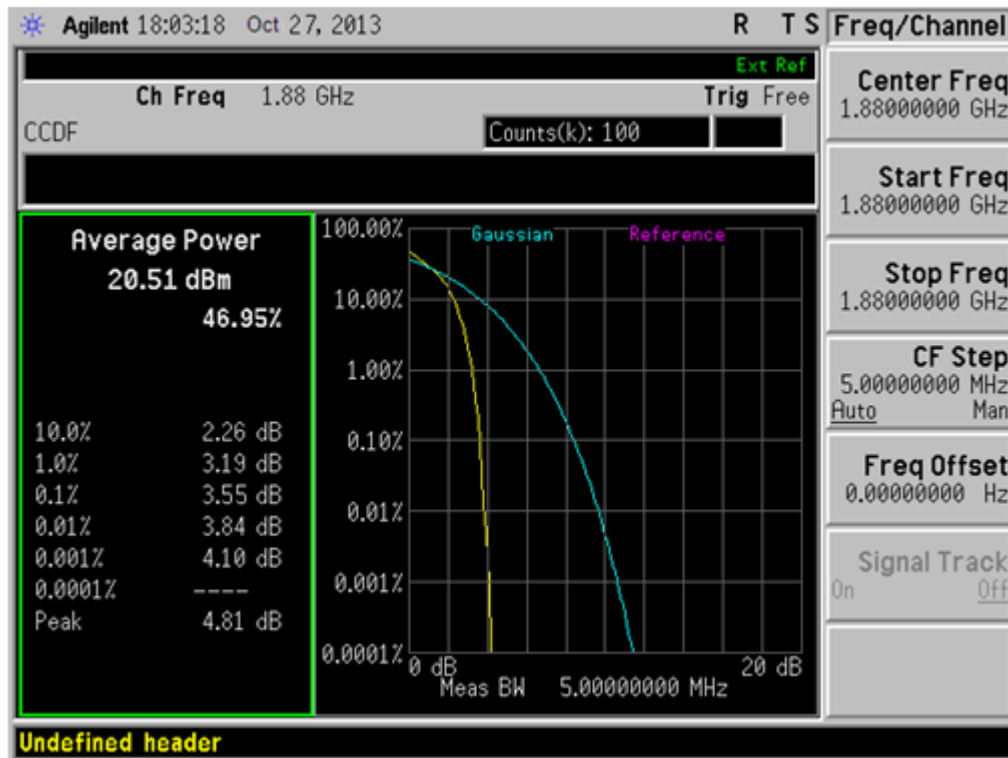 Agilent 18:03:18 Oct 27, 2013
R T S
Freq/Channel
Ext Ref
Ch Freq 1.88 GHz
Trig Free
CCDF
Counts(k): 100
Average Power
20.51 dBm
46.95%
10.0% 2.26 dB
1.0% 3.19 dB
0.1% 3.55 dB
0.01% 3.84 dB
0.001% 4.10 dB
0.0001% ----
Peak 4.81 dB
Gaussian Reference
100.00%
10.00%
1.00%
0.10%
0.01%
0.001%
0.0001%
0 dB 20 dB
Meas BW 5.00000000 MHz
Center Freq
1.88000000 GHz
Start Freq
1.88000000 GHz
Stop Freq
1.88000000 GHz
CF Step
5.00000000 MHz
Auto Man
Freq Offset
0.00000000 Hz
Signal Track
On Off
Undefined header